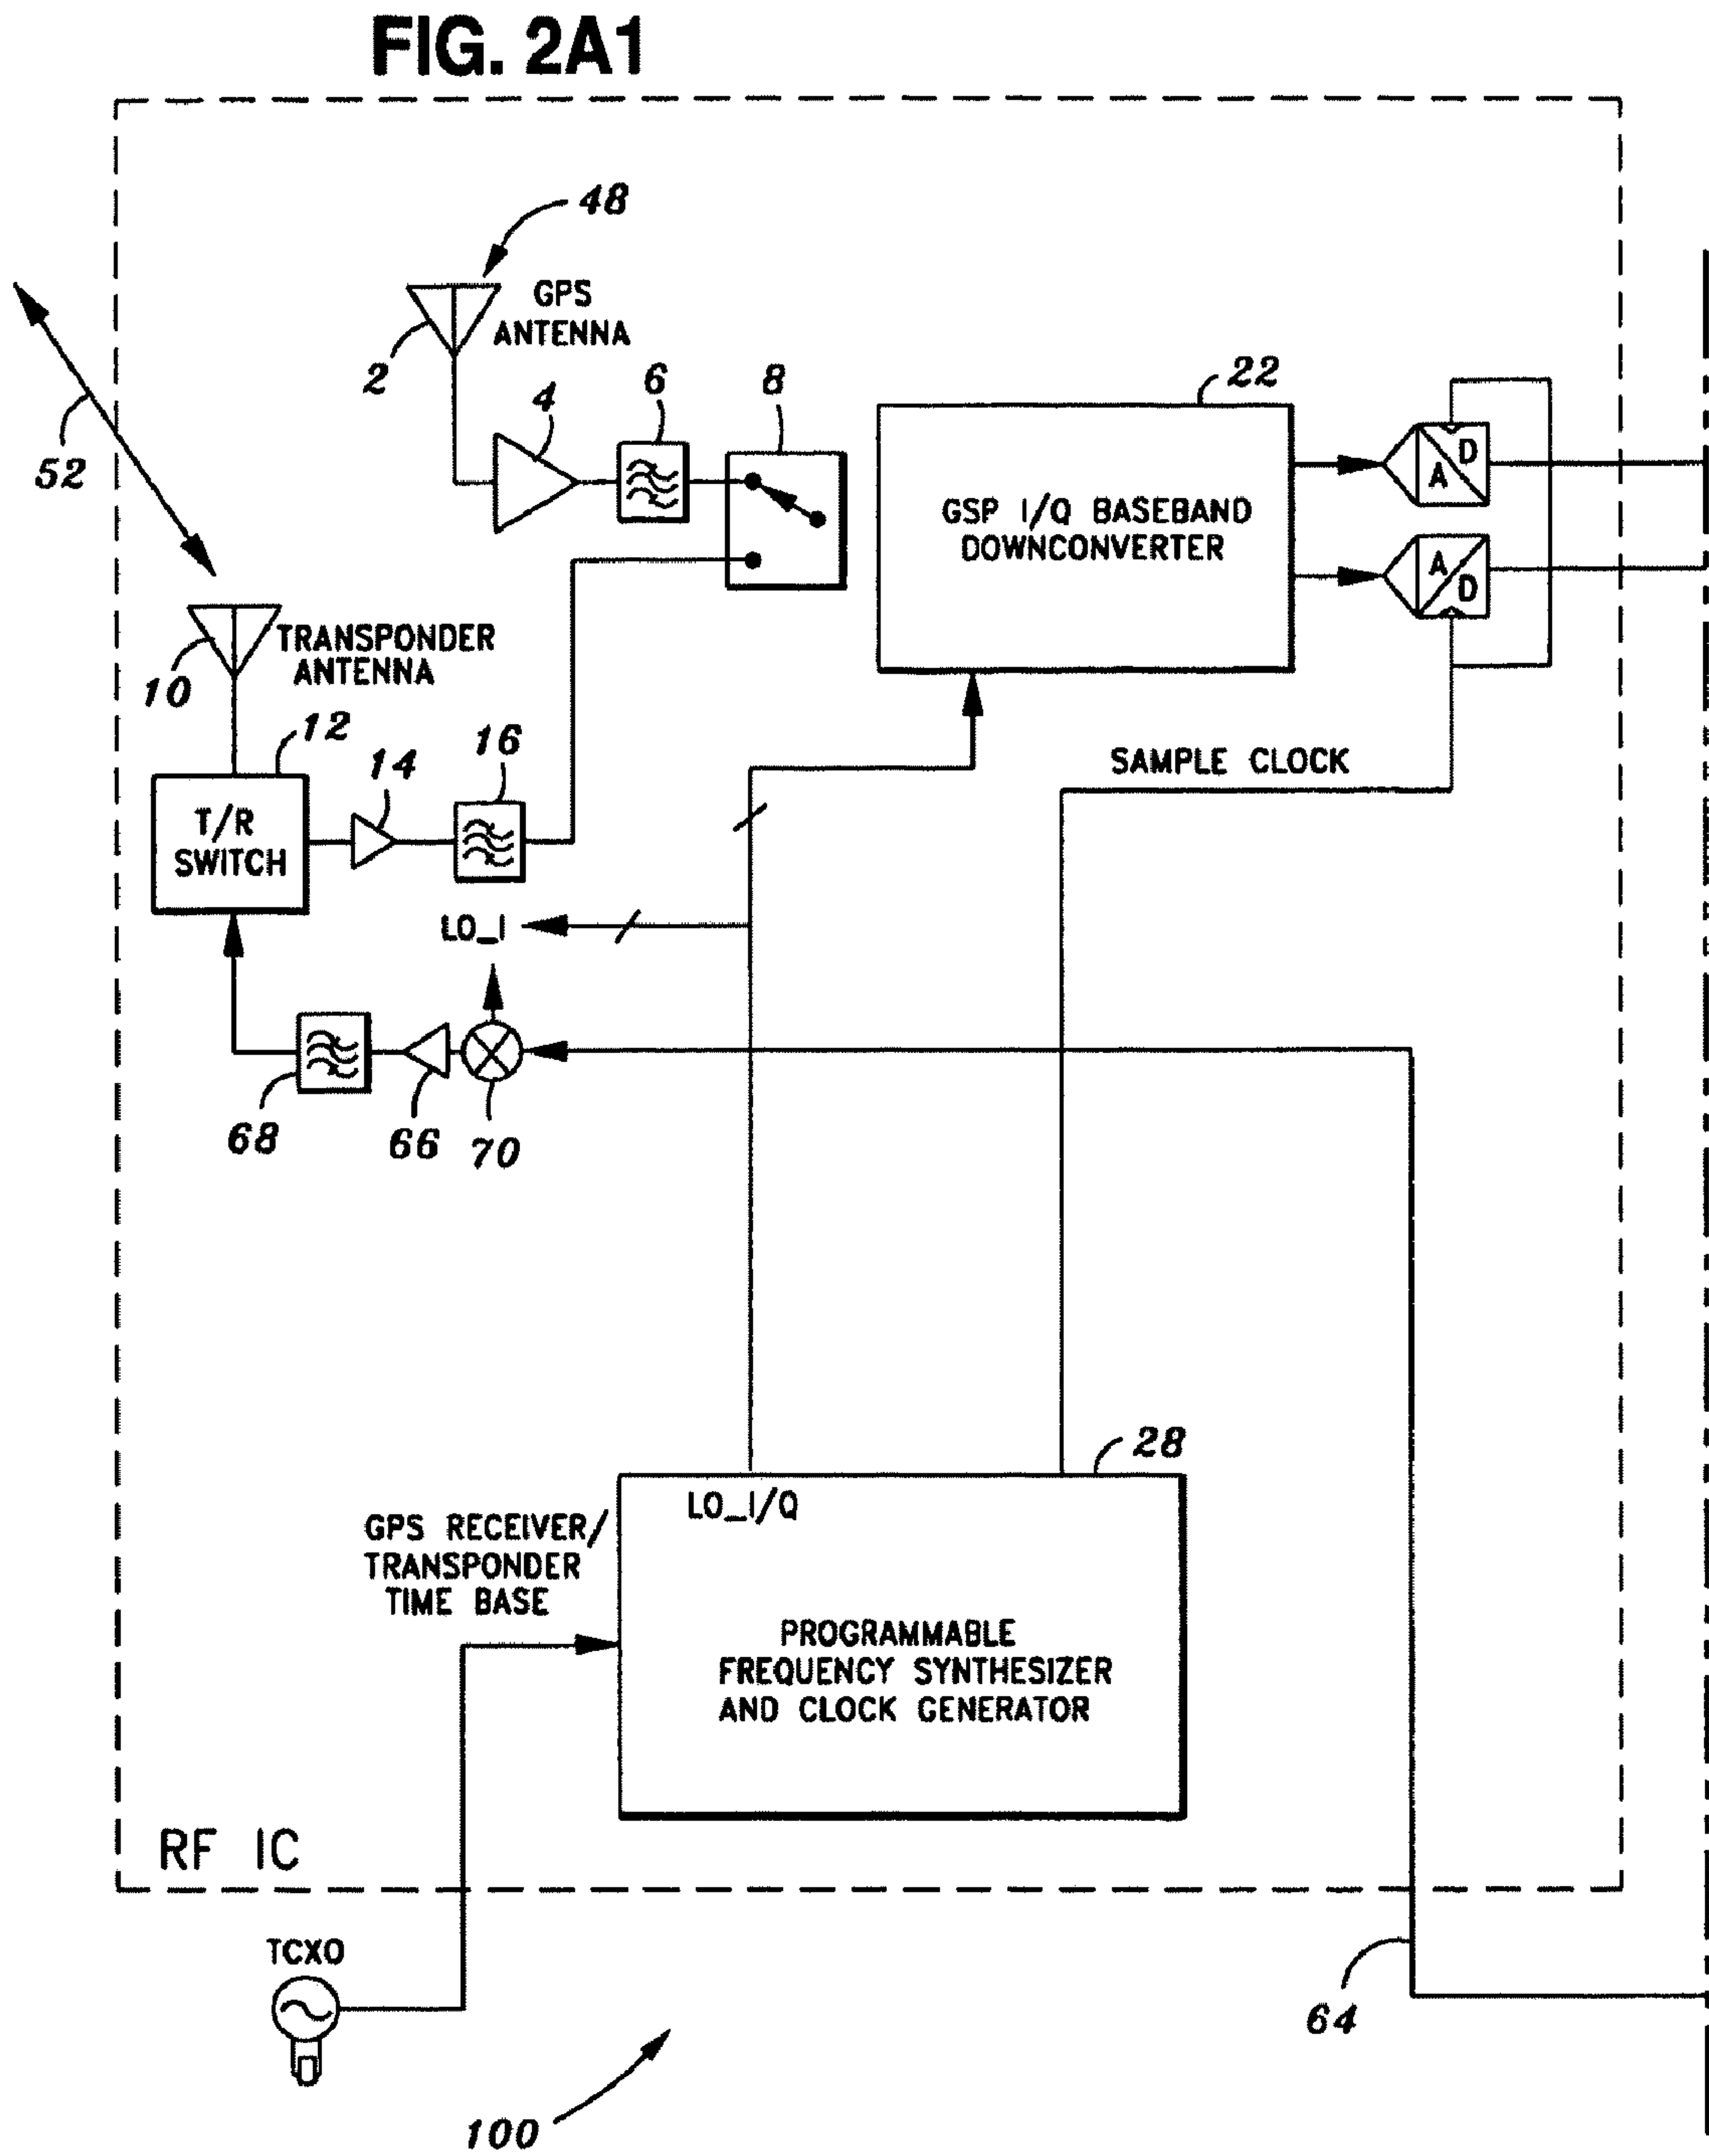 FIG. 2A1
48
GPS
ANTENNA
2
4
6
8
22
52
GSP I/Q BASEBAND
DOWNCONVERTER
A
D
A
D
TRANSPONDER
ANTENNA
10
12
14
16
SAMPLE CLOCK
T/R
SWITCH
LO_I
68
66
70
28
LO_I/Q
GPS RECEIVER/
TRANSPONDER
TIME BASE
PROGRAMMABLE
FREQUENCY SYNTHESIZER
AND CLOCK GENERATOR
RF IC
TCXO
64
100